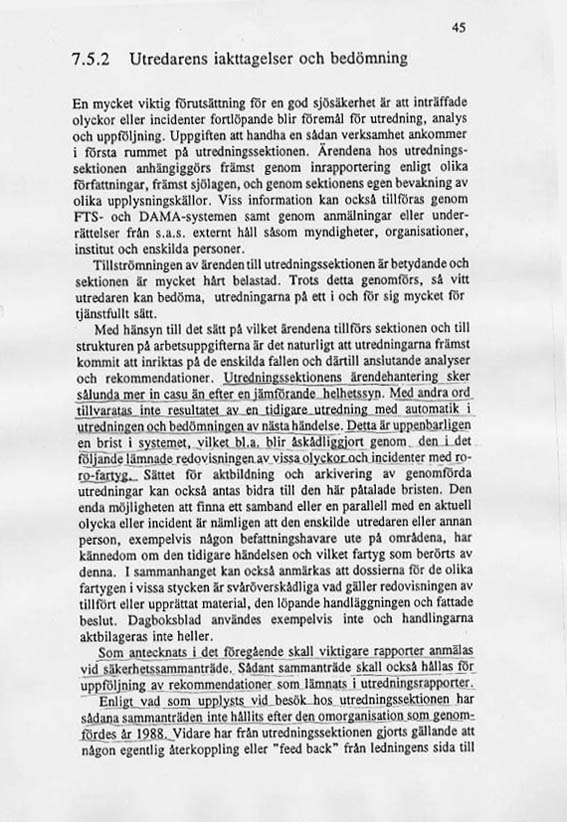 45
7.5.2 Utredarens iakttagelser och bedömning
En mycket viktig förutsättning för en god sjösäkerhet är att inträffade
olyckor eller incidenter fortlöpande blir föremål för utredning, analys
och uppföljning. Uppgiften att handha en sådan verksamhet ankommer
i första rummet på utredningssektionen. Ärendena hos utrednings-
sektionen anhängiggörs främst genom inrapportering enligt olika
författningar, främst sjölagen, och genom sektionens egen bevakning av
olika upplysningskällor. Viss information kan också tillföras genom
FTS- och DAMA-systemen samt genom anmälningar eller under-
rättelser från s.a.s. externt håll såsom myndigheter, organisationer,
institut och enskilda personer.
Tillströmningen av ärenden till utredningssektionen är betydande och
sektionen är mycket hårt belastad. Trots detta genomförs, så vitt
utredaren kan bedöma, utredningarna på ett i och för sig mycket för
tjänstfullt sätt.
Med hänsyn till det sätt på vilket ärendena tillförs sektionen och till
strukturen på arbetsuppgifterna är det naturligt att utredningarna främst
kommit att inriktas på de enskilda fallen och därtill anslutande analyser
och rekommendationer. Utredningssektionens ärendehantering sker
sålunda mer in casu än efter en jämförande helhetssyn. Med andra ord
tillvaratas inte resultatet av en tidigare utredning med automatik i
utredningen och bedömningen av nästa händelse. Detta är uppenbarligen
en brist i systemet, vilket bl.a. blir åskådliggjort genom den i det
följande lämnade redovisningen av vissa olyckor och incidenter med ro-
ro-fartyg. Sättet för aktbildning och arkivering av genomförda
utredningar kan också antas bidra till den här påtalade bristen. Den
enda möjligheten att finna ett samband eller en parallell med en aktuell
olycka eller incident är nämligen att den enskilde utredaren eller annan
person, exempelvis någon befattningshavare ute på områdena, har
kännedom om den tidigare händelsen och vilket fartyg som berörts av
denna. I sammanhanget kan också anmärkas att dossierna för de olika
fartygen i vissa stycken är svåröverskådliga vad gäller redovisningen av
tillfört eller upprättat material, den löpande handläggningen och fattade
beslut. Dagboksblad användes exempelvis inte och handlingarna
aktbilageras inte heller.
Som antecknats i det föregående skall viktigare rapporter anmälas
vid säkerhetssammanträde. Sådant sammanträde skall också hållas för
uppföljning av rekommendationer som lämnats i utredningsrapporter.
Enligt vad som upplysts vid besök hos utredningssektionen har
sådana sammanträden inte hållits efter den omorganisation som genom-
fördes år 1988. Vidare har från utredningssektionen gjorts gällande att
någon egentlig återkoppling eller "feed back" från ledningens sida till